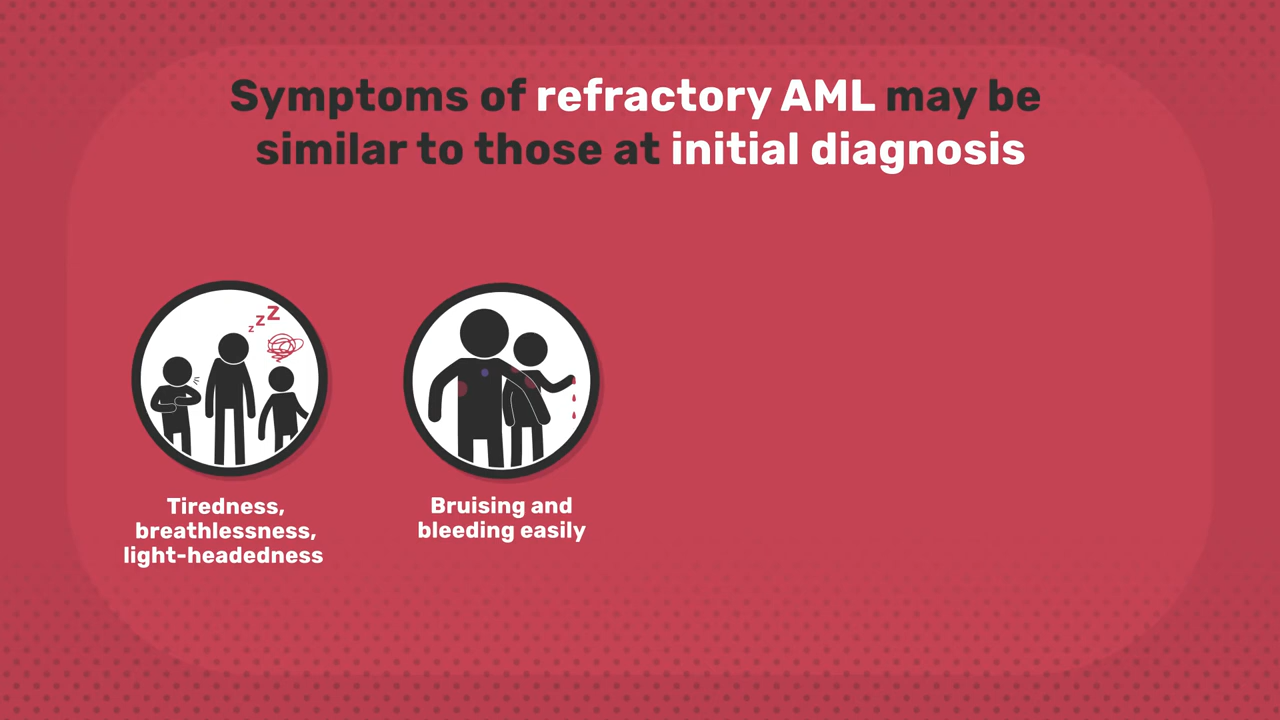 Symptoms of refractory AML may be
similar to those at initial diagnosis
z z Z
Tiredness,
breathlessness,
light-headedness
Bruising and
bleeding easily